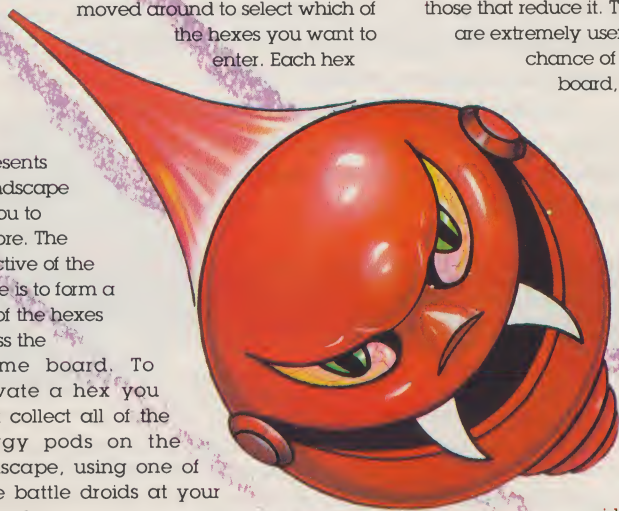 moved around to select which of
the hexes you want to
enter. Each hex
esents
ndscape
ou to
ore. The
ctive of the
e is to form a
of the hexes
ss the
me board. To
vate a hex you
collect all of the
rgy pods on the
scape, using one of
e battle droids at your
those that reduce it. T
are extremely use
chance of
board,